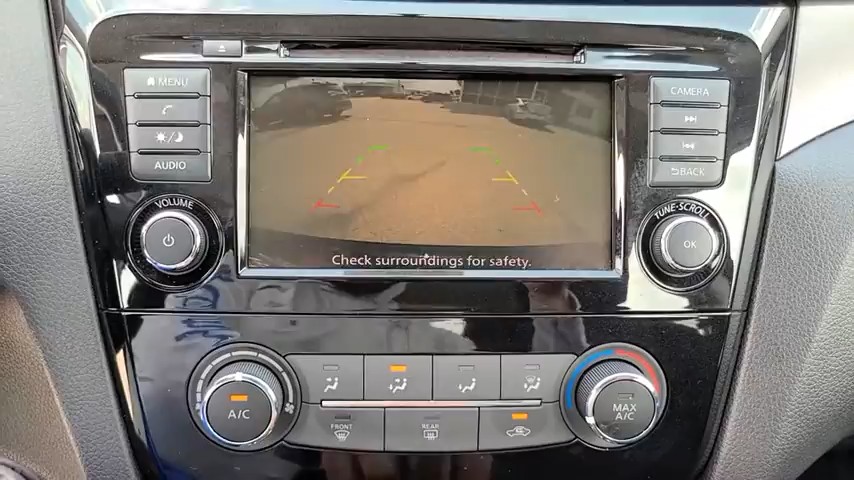 MENU
AUDIO
VOLUME
CAMERA
BACK
TUNE·SCROLL
OK
Check surroundings for safety.
A/C
FRONT
REAR
MAX
A/C